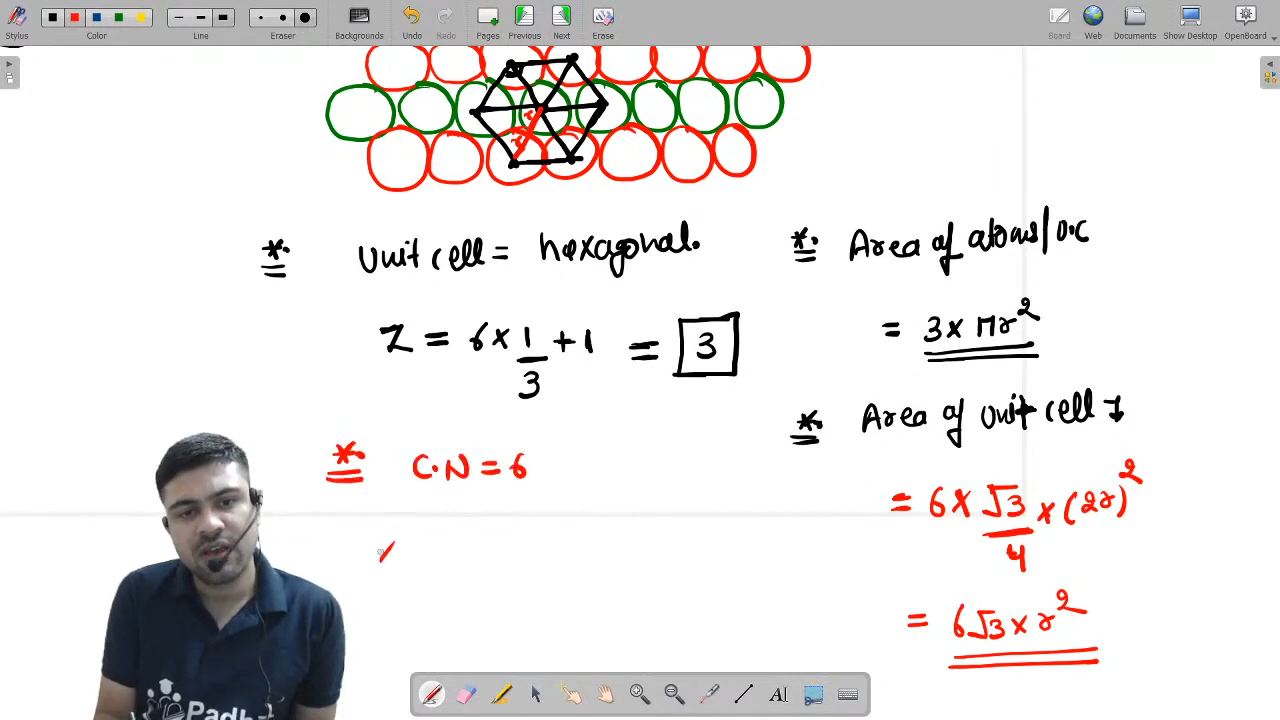 Stylus
Color
Line
Eraser
Backgrounds
Undo
Redo
Pages
Previous
Next
Erase
Board
Web
Documents
Show Desktop
OpenBoard
r
r
*. Unit cell = hexagonal.
Z = 6 × 1/3 + 1 = 3
*. C.N = 6
*. Area of atoms/U.C
= 3 × πr²
*. Area of Unit cell →
= 6 × √3/4 × (2r)²
= 6√3 × r²
Padh